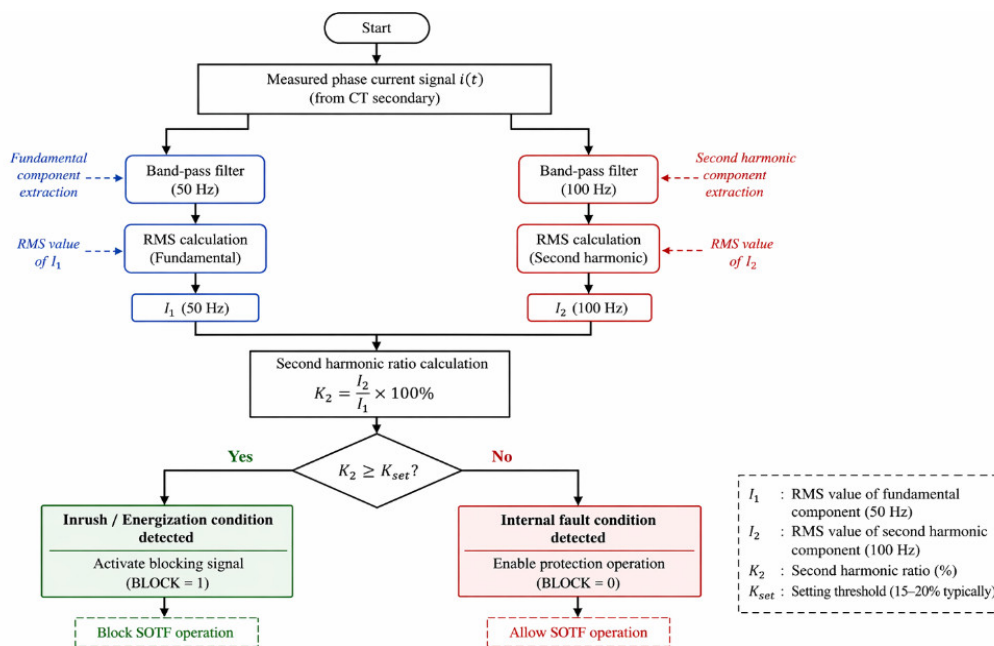 Start
Measured phase current signal i(t)
(from CT secondary)
Fundamental
component
extraction
Band-pass filter
(50 Hz)
Band-pass filter
(100 Hz)
Second harmonic
component
extraction
RMS value
of I₁
RMS calculation
(Fundamental)
RMS calculation
(Second harmonic)
RMS value
of I₂
I₁ (50 Hz)
I₂ (100 Hz)
Second harmonic ratio calculation
K₂ = I₂/I₁ × 100%
Yes
K₂ ≥ Kset?
No
Inrush / Energization condition
detected
Activate blocking signal
(BLOCK = 1)
Block SOTF operation
Internal fault condition
detected
Enable protection operation
(BLOCK = 0)
Allow SOTF operation
I₁ : RMS value of fundamental
component (50 Hz)
I₂ : RMS value of second harmonic
component (100 Hz)
K₂ : Second harmonic ratio (%)
Kset : Setting threshold (15–20% typically)